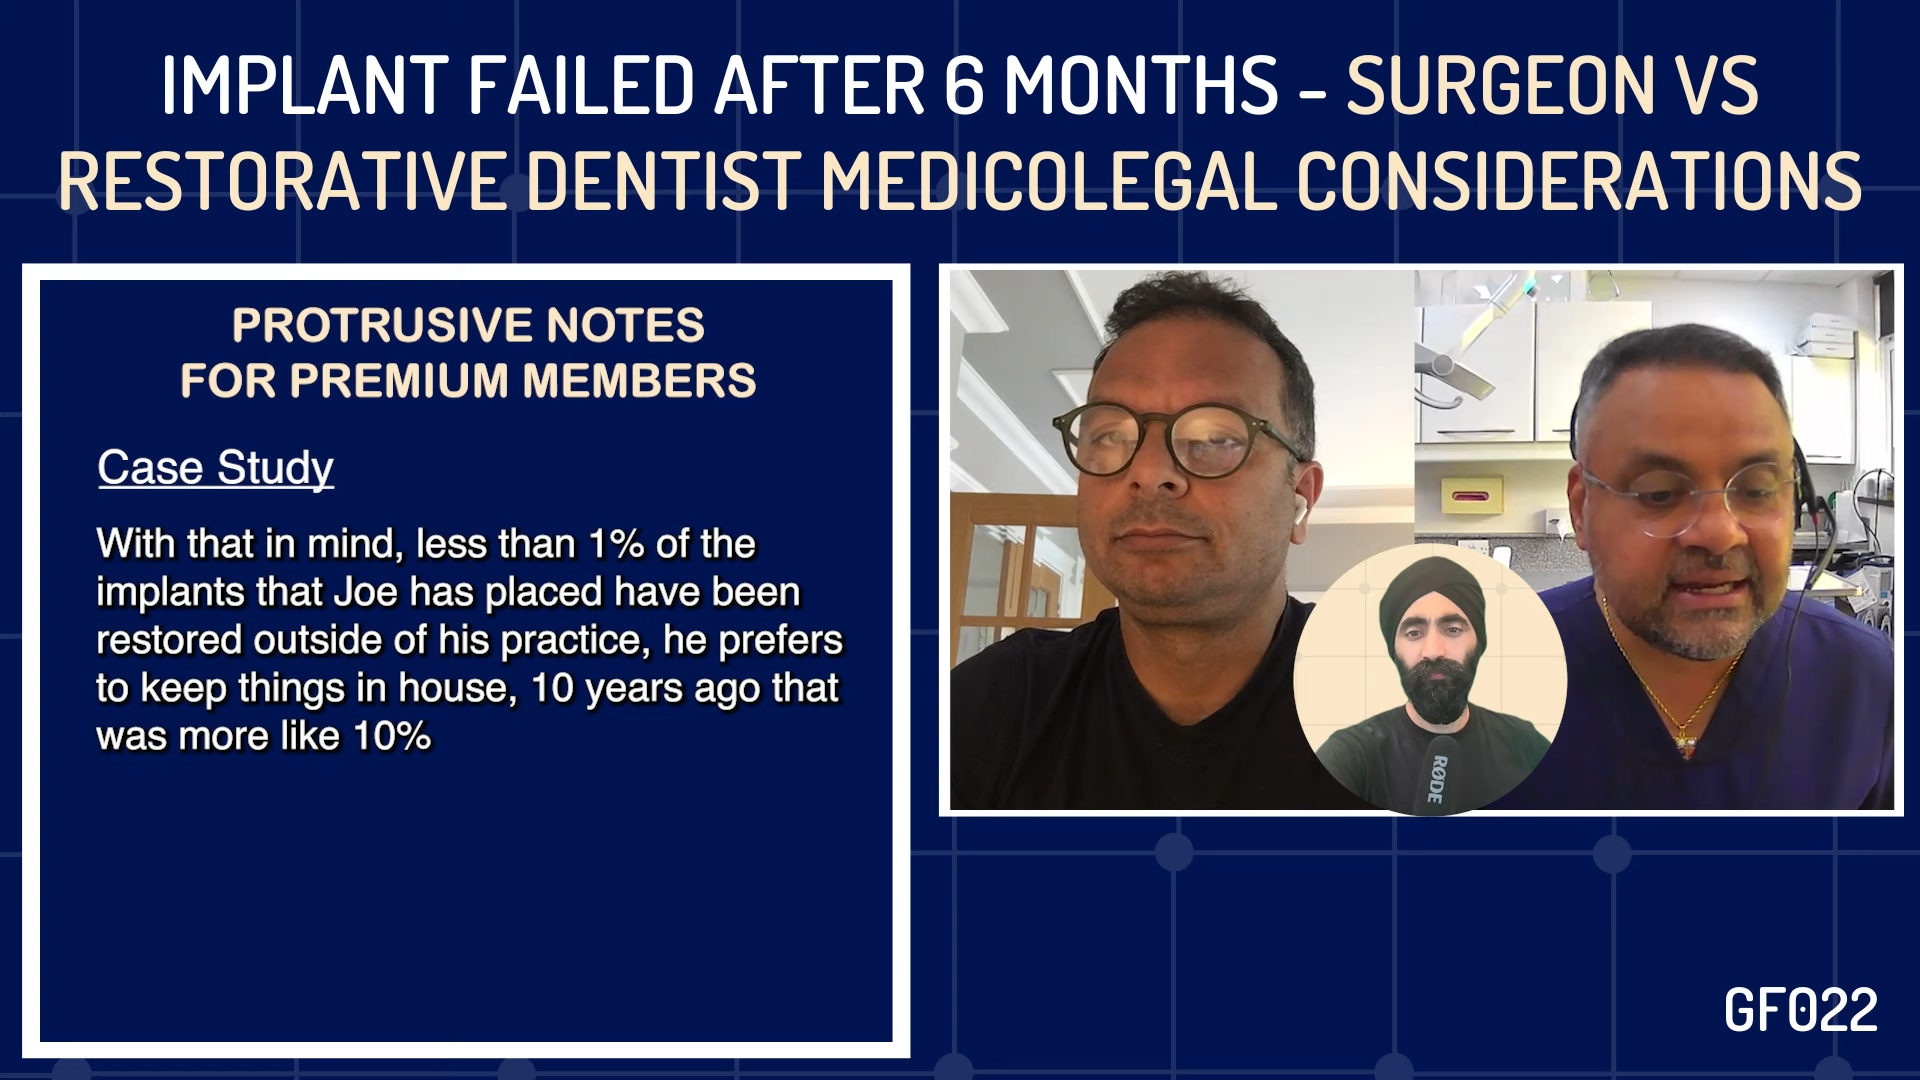 IMPLANT FAILED AFTER 6 MONTHS - SURGEON VS
RESTORATIVE DENTIST MEDICOLEGAL CONSIDERATIONS
PROTRUSIVE NOTES
FOR PREMIUM MEMBERS
Case Study
With that in mind, less than 1% of the
implants that Joe has placed have been
restored outside of his practice, he prefers
to keep things in house, 10 years ago that
was more like 10%
RØDE
GF022